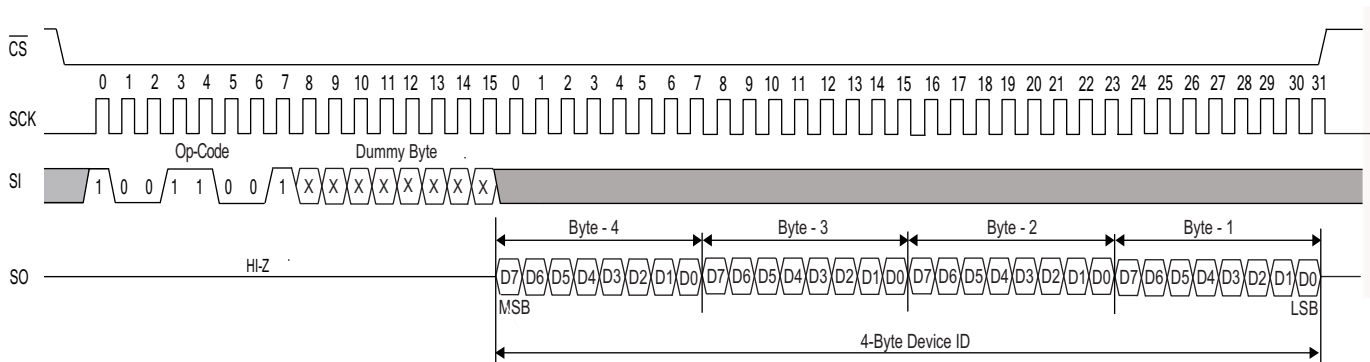 CS
0 1 2 3 4 5 6 7 8 9 10 11 12 13 14 15 0 1 2 3 4 5 6 7 8 9 10 11 12 13 14 15 16 17 18 19 20 21 22 23 24 25 26 27 28 29 30 31
SCK
Op-Code Dummy Byte
SI 1 0 0 1 1 0 0 1 X X X X X X X X
Byte - 4 Byte - 3 Byte - 2 Byte - 1
SO HI-Z D7 D6 D5 D4 D3 D2 D1 D0 D7 D6 D5 D4 D3 D2 D1 D0 D7 D6 D5 D4 D3 D2 D1 D0 D7 D6 D5 D4 D3 D2 D1 D0
MSB LSB
4-Byte Device ID